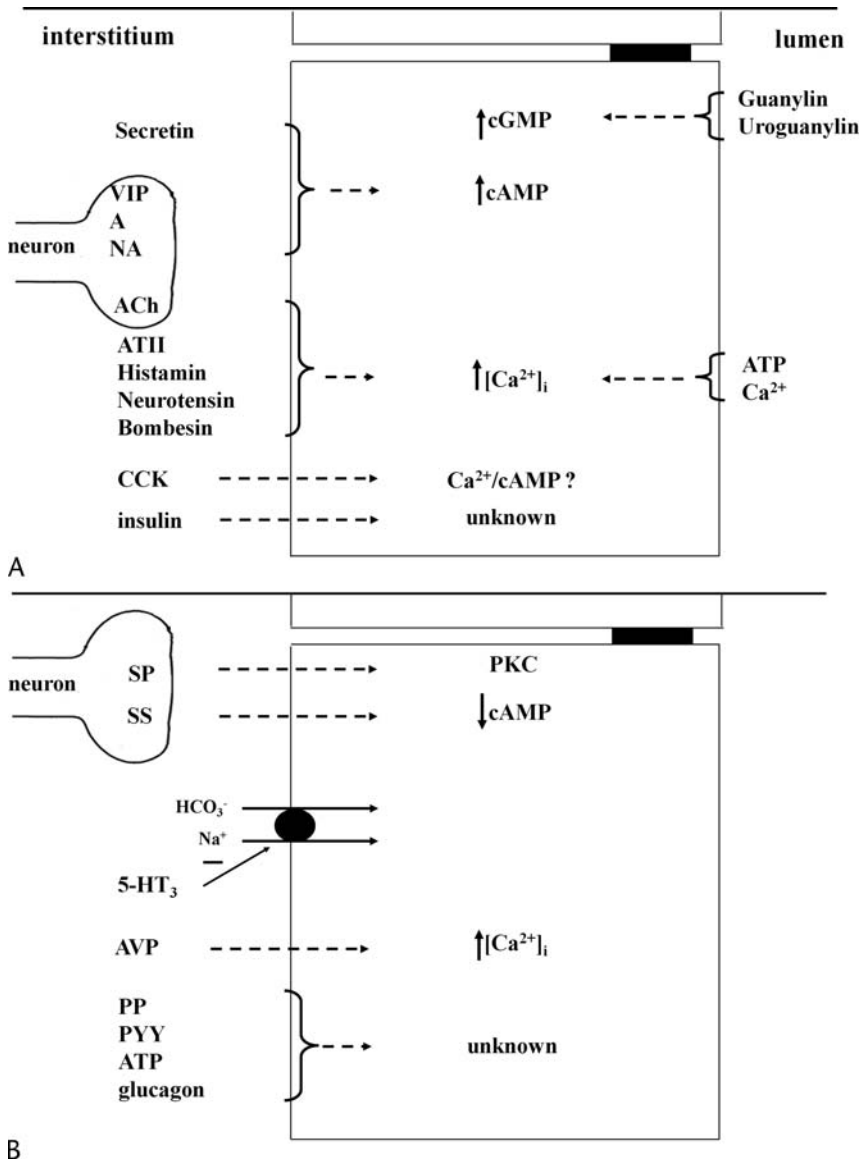 interstitium
lumen
Guanylin
Uroguanylin
↑cGMP
Secretin
↑cAMP
VIP
A
NA
neuron
ACh
ATII
Histamin
Neurotensin
Bombesin
↑[Ca²⁺]ᵢ
ATP
Ca²⁺
CCK
Ca²⁺/cAMP ?
insulin
unknown
A
neuron
SP
PKC
SS
↓cAMP
HCO₃⁻
Na⁺
–
5-HT₃
AVP
↑[Ca²⁺]ᵢ
PP
PYY
ATP
glucagon
unknown
B